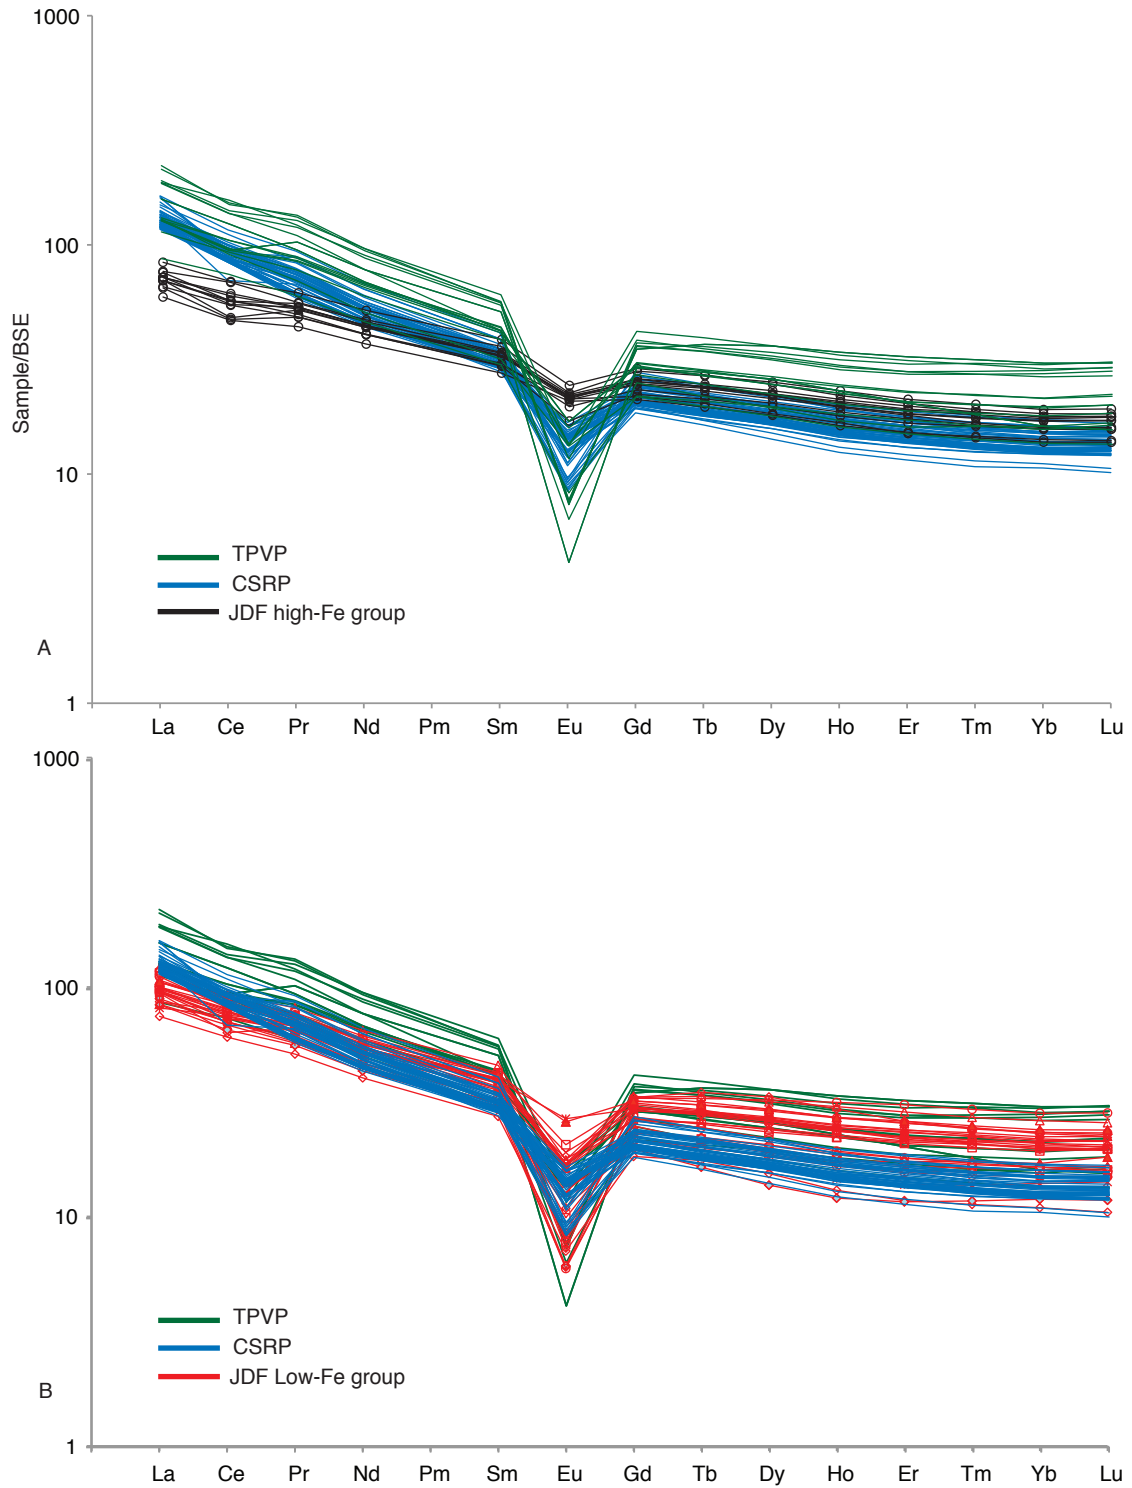 1000
100
Sample/BSE
10
TPVP
CSRP
JDF high-Fe group
A
1
La Ce Pr Nd Pm Sm Eu Gd Tb Dy Ho Er Tm Yb Lu
1000
100
10
TPVP
CSRP
JDF Low-Fe group
B
1
La Ce Pr Nd Pm Sm Eu Gd Tb Dy Ho Er Tm Yb Lu